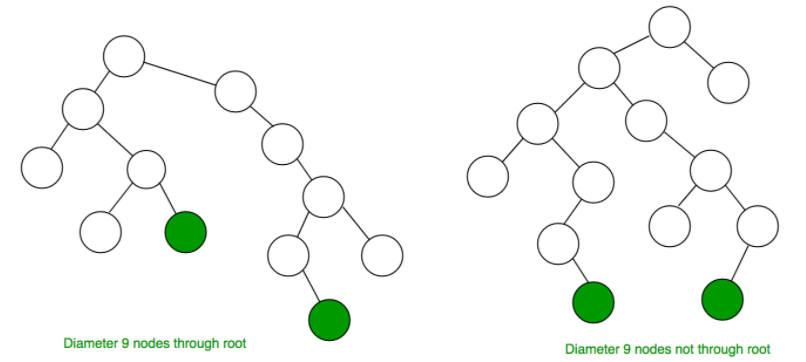 Diameter 9 nodes through root
Diameter 9 nodes not through root